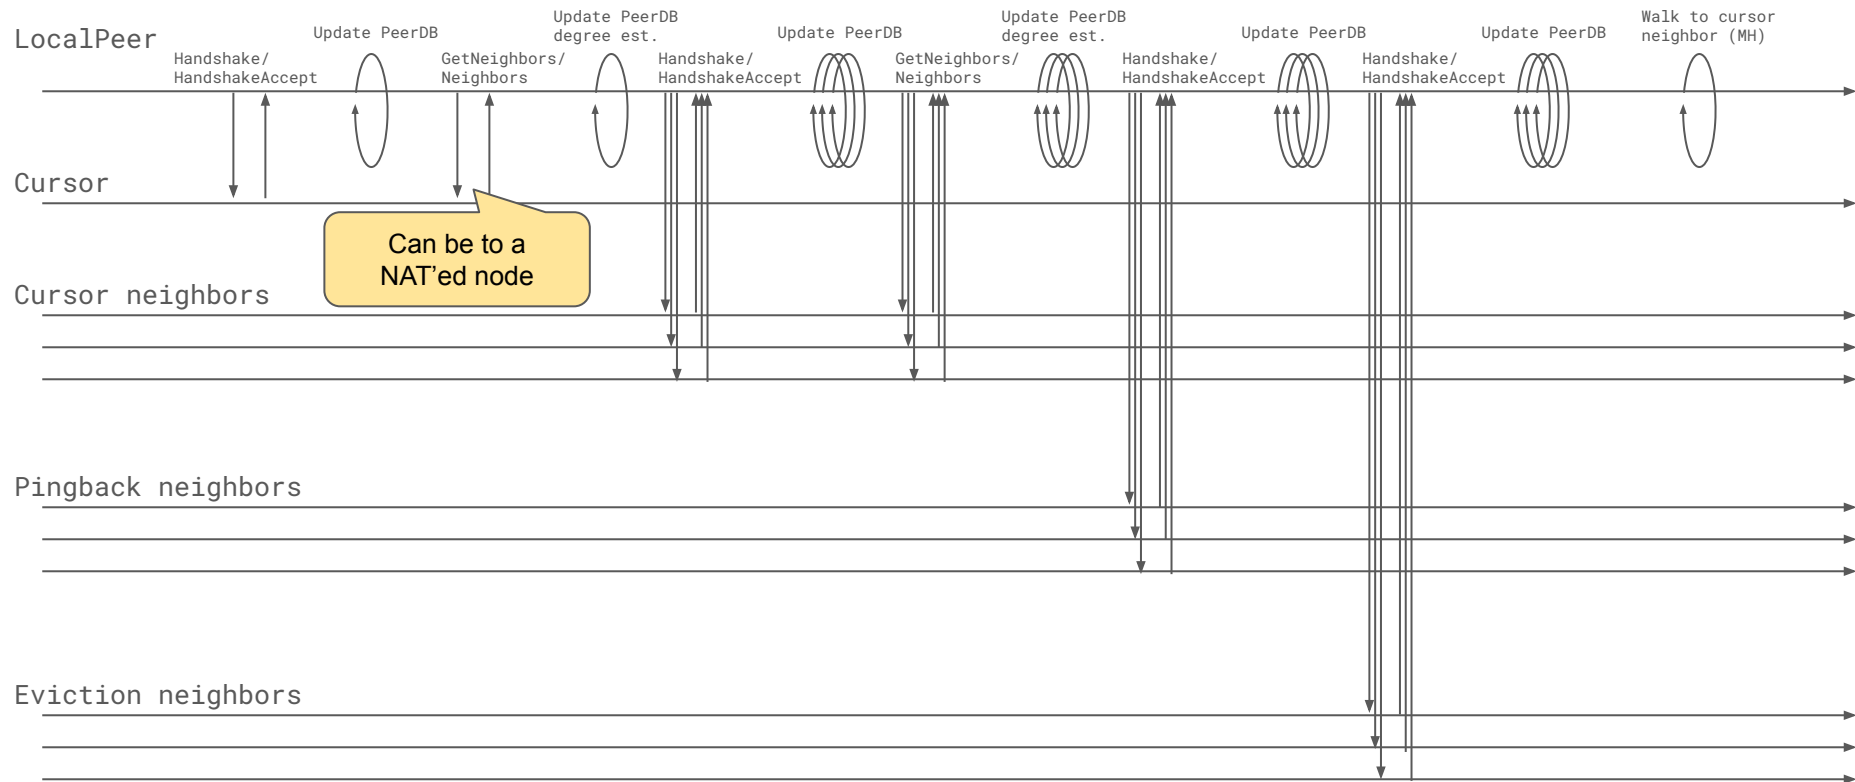 LocalPeer
Handshake/
HandshakeAccept
Update PeerDB
GetNeighbors/
Neighbors
Update PeerDB
degree est.
Handshake/
HandshakeAccept
Update PeerDB
GetNeighbors/
Neighbors
Update PeerDB
degree est.
Handshake/
HandshakeAccept
Update PeerDB
Handshake/
HandshakeAccept
Update PeerDB
Walk to cursor
neighbor (MH)
Cursor
Can be to a
NAT’ed node
Cursor neighbors
Pingback neighbors
Eviction neighbors